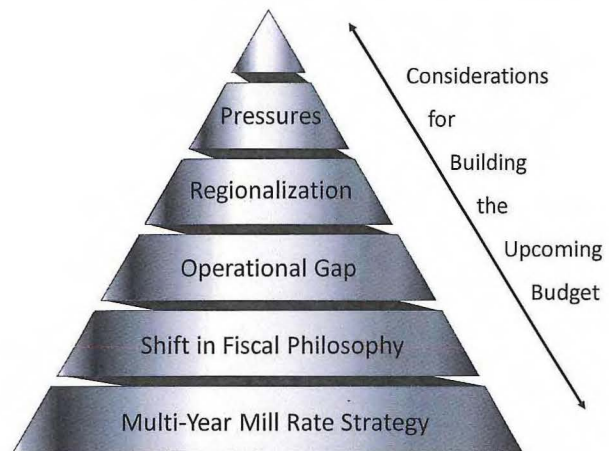 Pressures
Regionalization
Operational Gap
Shift in Fiscal Philosophy
Multi-Year Mill Rate Strategy
Considerations
for
Building
the
Upcoming
Budget